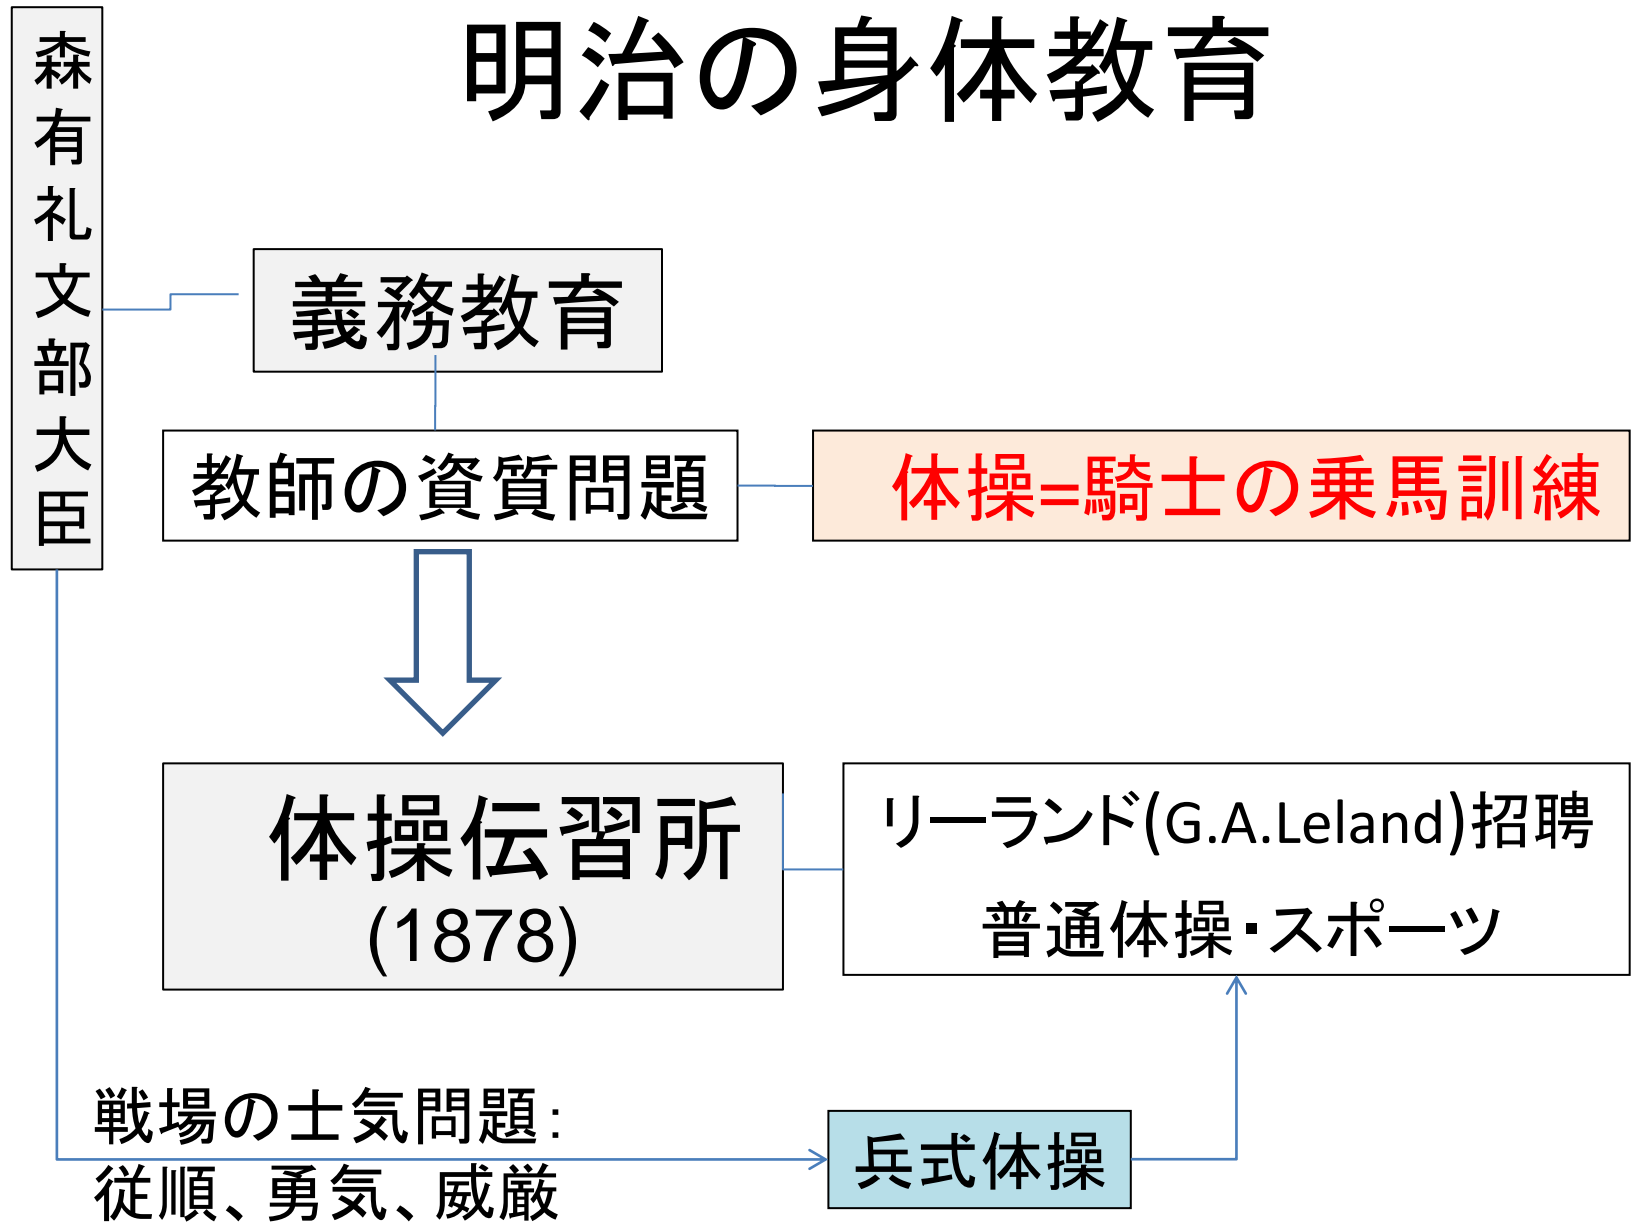 明治の身体教育
森有礼文部大臣
義務教育
教師の資質問題
体操=騎士の乗馬訓練
体操伝習所
(1878)
リーランド(G.A.Leland)招聘
普通体操・スポーツ
戦場の士気問題:
従順、勇気、威厳
兵式体操